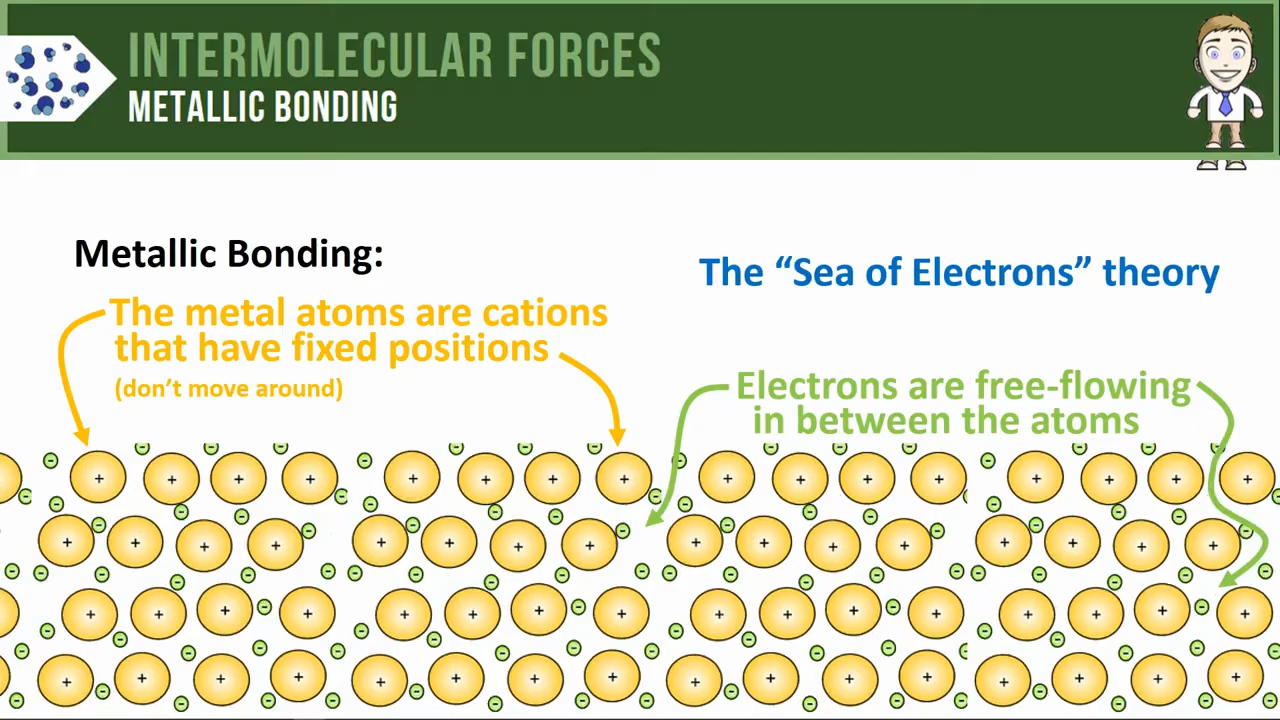 INTERMOLECULAR FORCES
METALLIC BONDING
Metallic Bonding:
The metal atoms are cations
that have fixed positions
(don't move around)
The “Sea of Electrons” theory
Electrons are free-flowing
in between the atoms